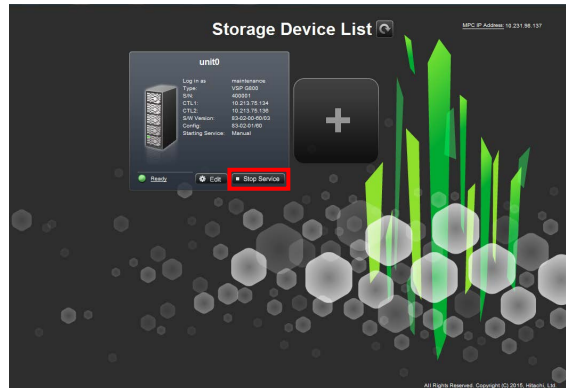 Storage Device List
MPC IP Address: 10.231.98.137
unit0
Log in as maintenance
Type: VSP G800
S/N: 400001
CTL1: 10.213.75.134
CTL2: 10.213.75.136
S/W Version: 83-02-00-60/03
Config: 83-02-01/60
Starting Service: Manual
Ready
Edit
Stop Service
All Rights Reserved. Copyright (C) 2015, Hitachi, Ltd.